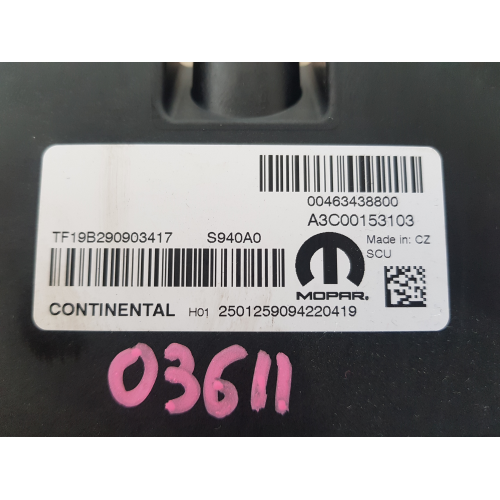 00463438800
A3C00153103
TF19B290903417 S940A0
Made in: CZ
SCU
MOPAR.
CONTINENTAL H01 2501259094220419
03611